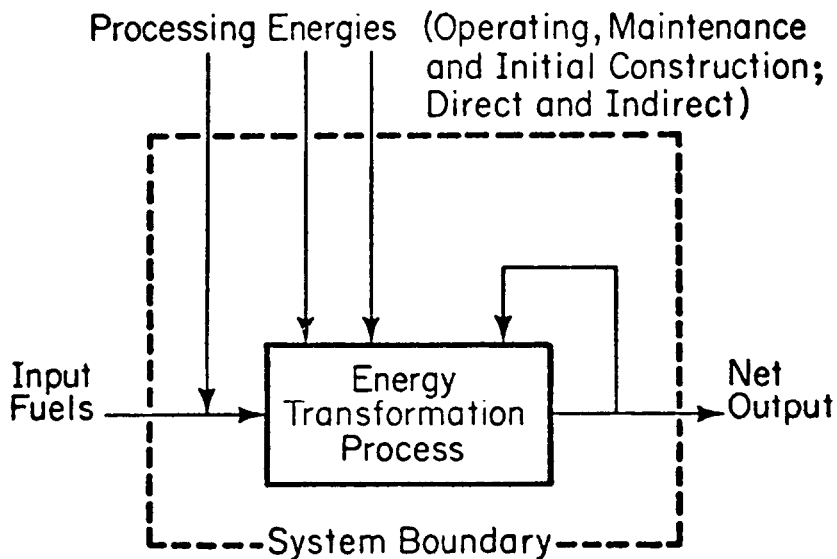 Processing Energies (Operating, Maintenance
and Initial Construction;
Direct and Indirect)
Input
Fuels
Energy
Transformation
Process
Net
Output
System Boundary